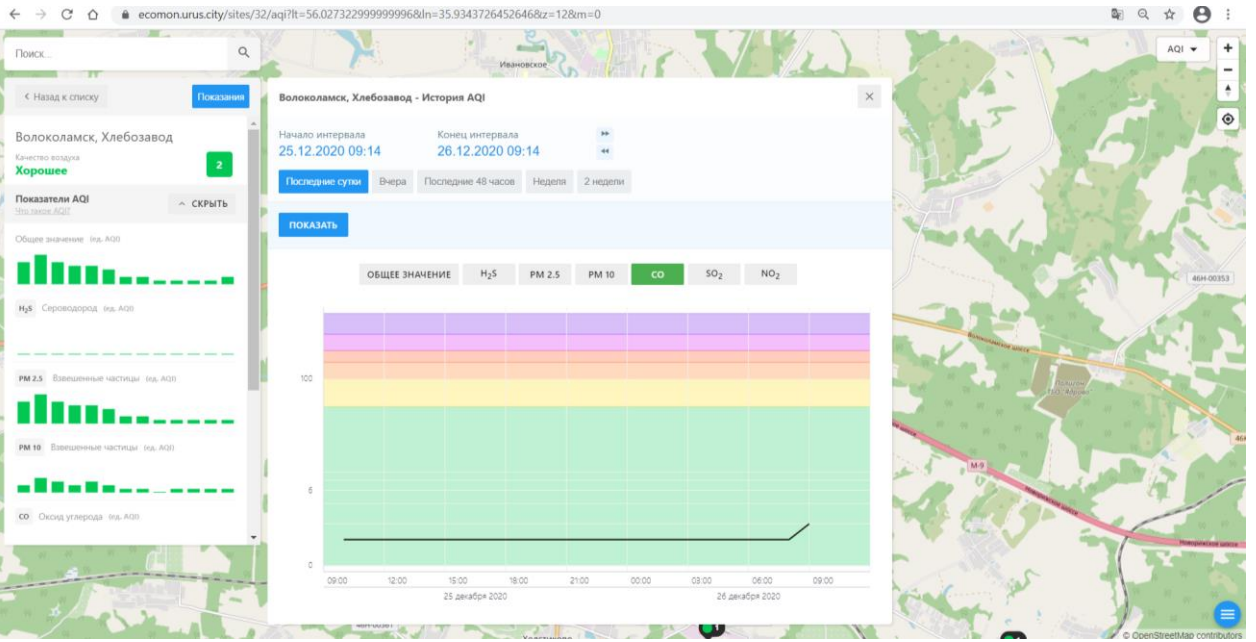 ecomon.urus.city/sites/32/aqi?lt=56.027322999999996&ln=35.93437264526468&z=12&m=0
Поиск...
Ивановское
AQI
Назад к списку
Показания
Волоколамск, Хлебозавод
Качество воздуха
Хорошее
2
Показатели AQI
Что такое AQI?
СКРЫТЬ
Общее значение (ед. AQI)
H₂S Сероводород (ед. AQI)
PM 2.5 Взвешенные частицы (ед. AQI)
PM 10 Взвешенные частицы (ед. AQI)
CO Оксид углерода (ед. AQI)
Волоколамск, Хлебозавод - История AQI
Начало интервала
25.12.2020 09:14
Конец интервала
26.12.2020 09:14
Последние сутки
Вчера
Последние 48 часов
Неделя
2 недели
ПОКАЗАТЬ
ОБЩЕЕ ЗНАЧЕНИЕ
H₂S
PM 2.5
PM 10
CO
SO₂
NO₂
100
6
0
09:00 12:00 15:00 18:00 21:00 00:00 03:00 06:00 09:00
25 декабря 2020
26 декабря 2020
46H-00353
Волоколамское шоссе
M-9
Новорижское шоссе
Новорижское шоссе
© OpenStreetMap contributors